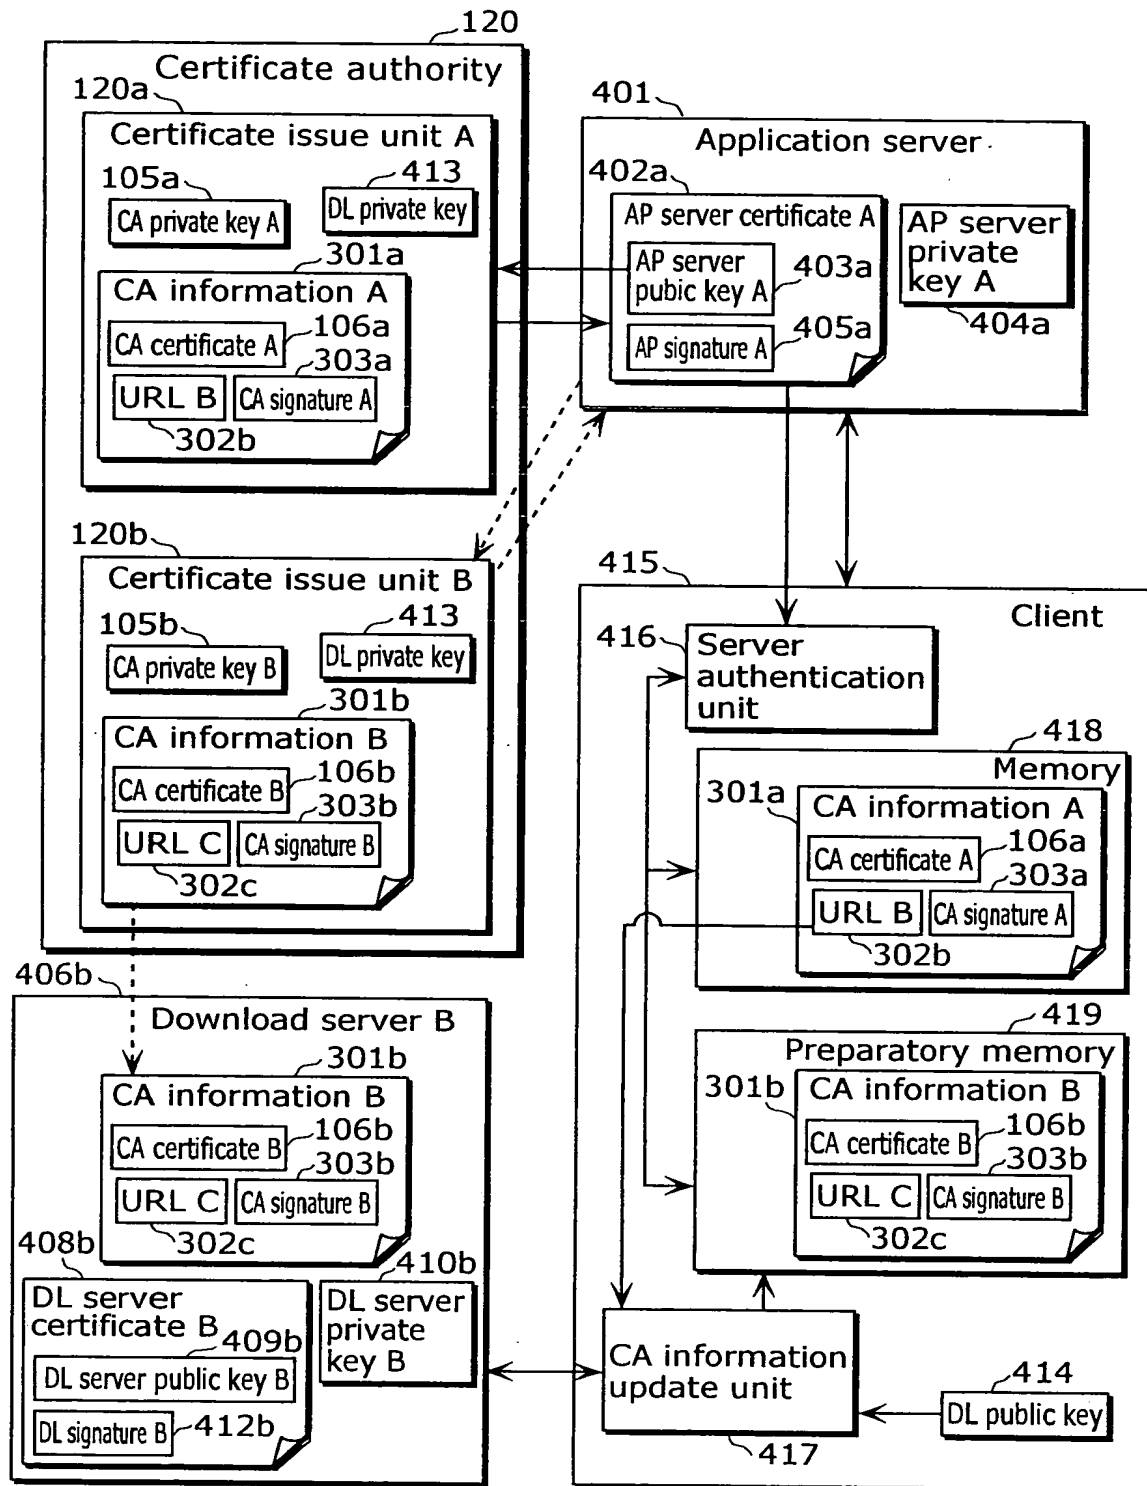 120
Certificate authority
120a
Certificate issue unit A
105a
413
CA private key A
DL private key
301a
CA information A
106a
CA certificate A
303a
URL B
CA signature A
302b
120b
Certificate issue unit B
105b
413
CA private key B
DL private key
301b
CA information B
106b
CA certificate B
303b
URL C
CA signature B
302c
401
Application server
402a
AP server certificate A
AP server
pubic key A
403a
405a
AP signature A
AP server
private
key A
404a
406b
Download server B
301b
CA information B
106b
CA certificate B
303b
URL C
CA signature B
302c
408b
DL server
certificate B
409b
DL server public key B
DL signature B
412b
410b
DL server
private
key B
415
Client
416
Server
authentication
unit
418
Memory
301a
CA information A
106a
CA certificate A
303a
URL B
CA signature A
302b
419
Preparatory memory
301b
CA information B
106b
CA certificate B
303b
URL C
CA signature B
302c
CA information
update unit
417
414
DL public key